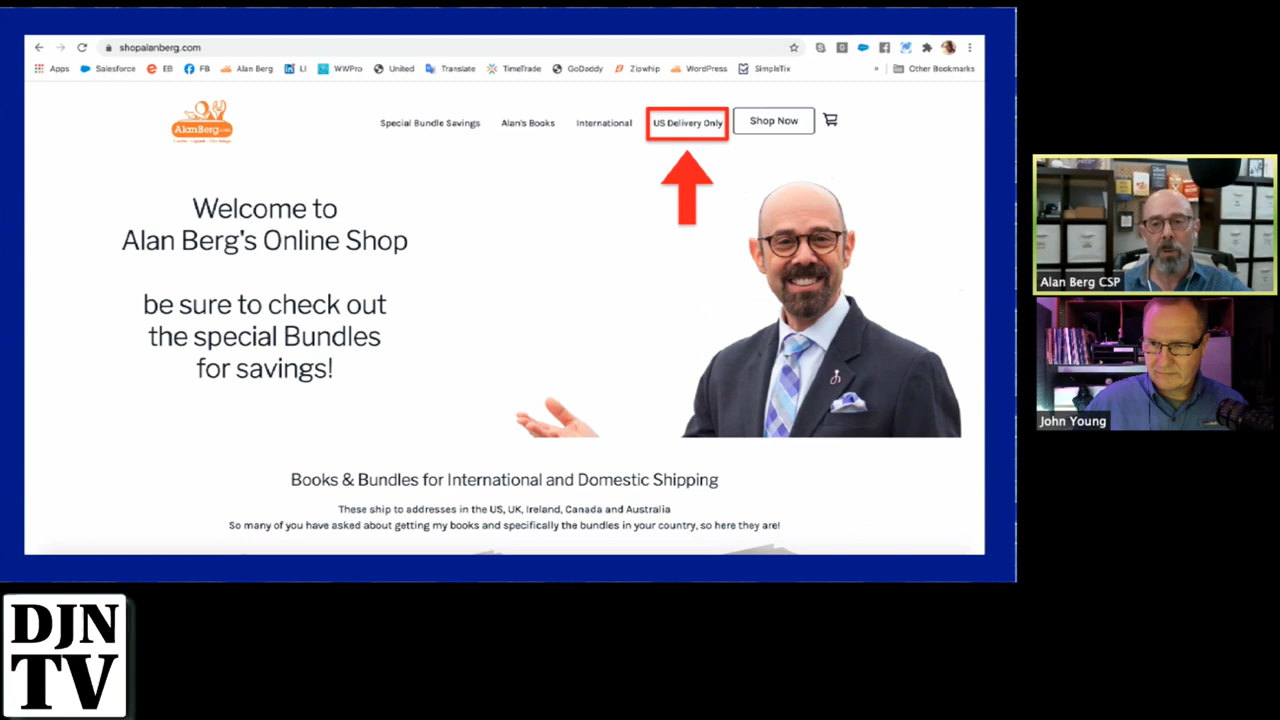 shopalanberg.com
Apps Salesforce EB FB Alan Berg LI WWPro United Translate TimeTrade GoDaddy Zipwhip WordPress SimpleTix » Other Bookmarks
AlanBerg.com
Special Bundle Savings Alan's Books International US Delivery Only Shop Now
Welcome to
Alan Berg's Online Shop
be sure to check out
the special Bundles
for savings!
Books & Bundles for International and Domestic Shipping
These ship to addresses in the US, UK, Ireland, Canada and Australia
So many of you have asked about getting my books and specifically the bundles in your country, so here they are!
Alan Berg CSP
John Young
DJN
TV